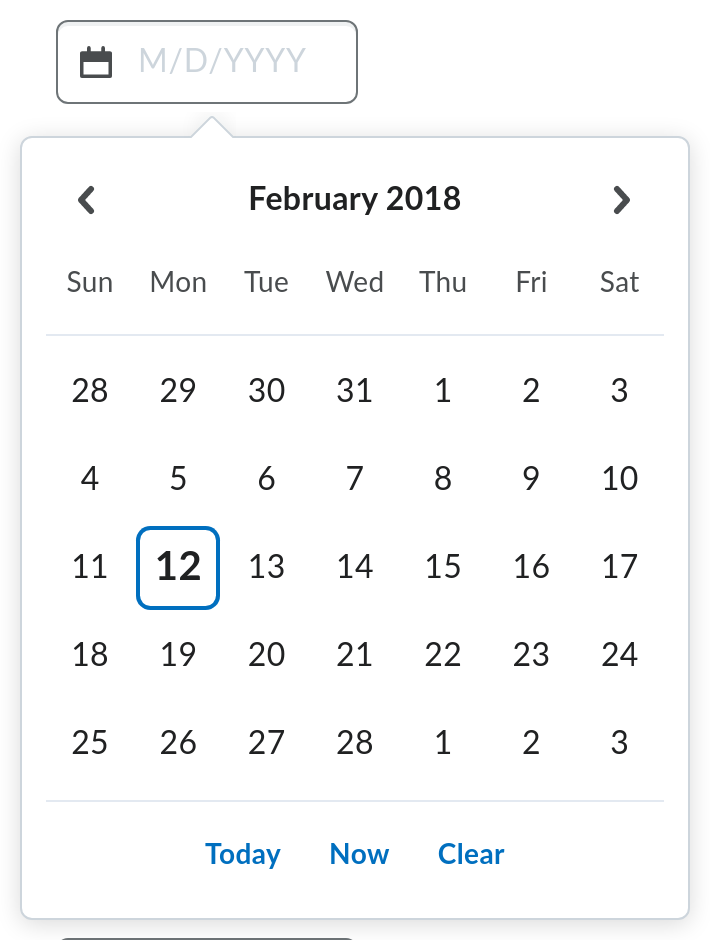 M/D/YYYY
February 2018
Sun Mon Tue Wed Thu Fri Sat
28 29 30 31 1 2 3
4 5 6 7 8 9 10
11 12 13 14 15 16 17
18 19 20 21 22 23 24
25 26 27 28 1 2 3
Today Now Clear